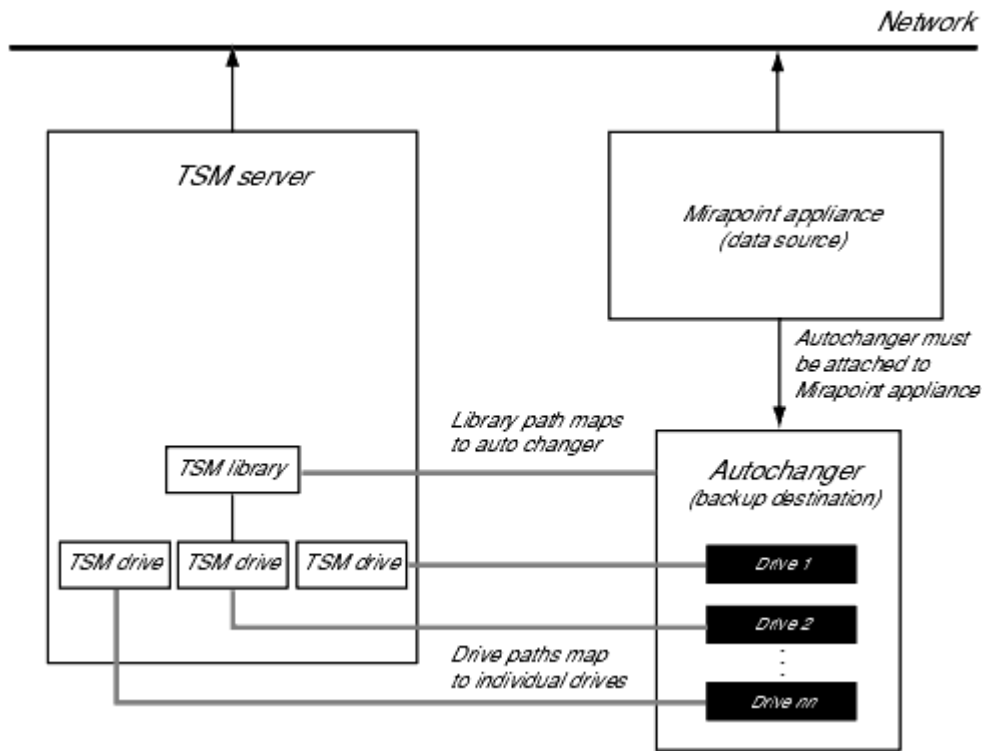 Network
TSM server
Mirapoint appliance
(data source)
Autochanger must
be attached to
Mirapoint appliance
Library path maps
to auto changer
TSM library
Autochanger
(backup destination)
TSM drive
TSM drive
TSM drive
Drive 1
Drive 2
Drive paths map
to individual drives
Drive nn